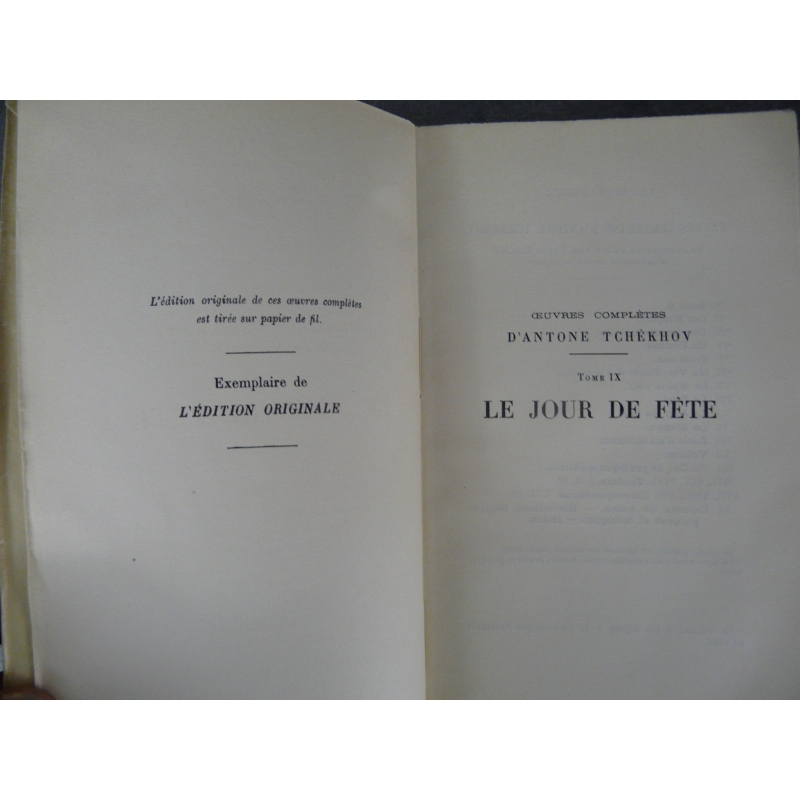 L'édition originale de ces œuvres complètes
est tirée sur papier de fil.
Exemplaire de
L'ÉDITION ORIGINALE
ŒUVRES COMPLÈTES
D'ANTONE TCHÉKHOV
TOME IX
LE JOUR DE FÊTE